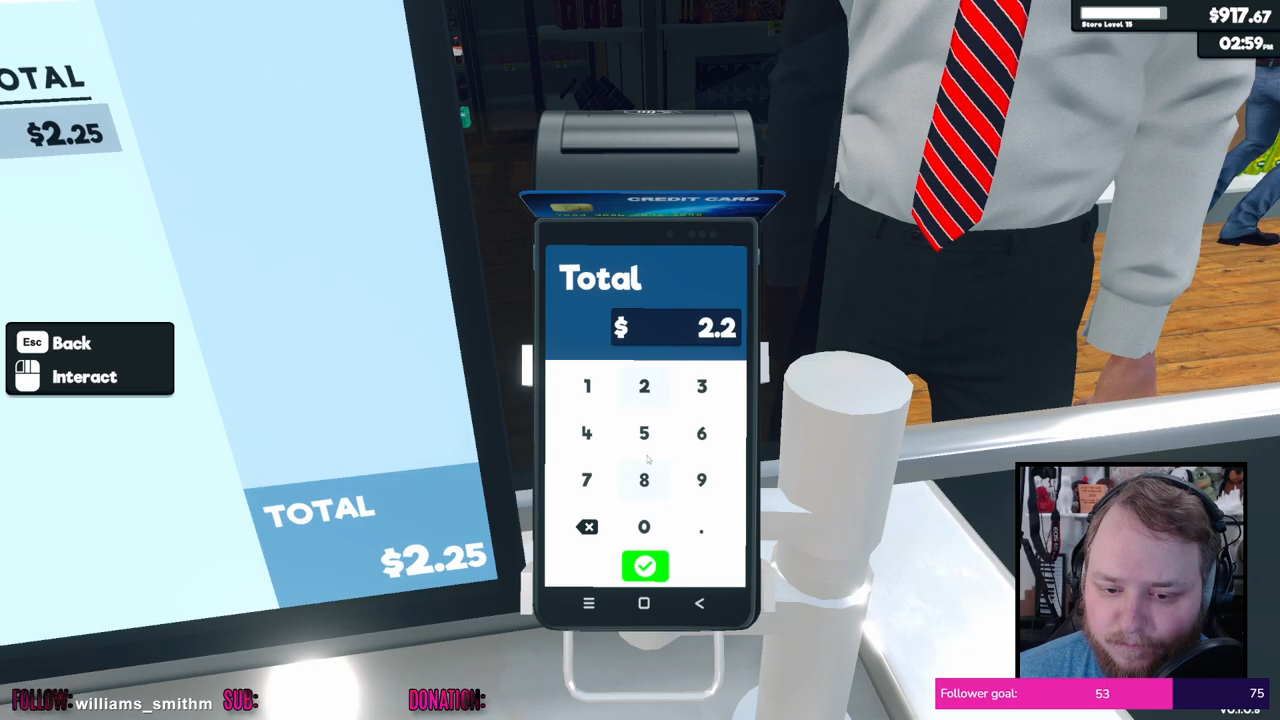 $917.67
Store Level 15
02:59PM
OTAL
$2.25
CREDIT CARD
Total
$ 2.2
Esc Back
Interact
1 2 3
4 5 6
7 8 9
0 .
TOTAL
$2.25
FOLLOW: williams_smithm SUB: DONATION:
Follower goal: 53 75